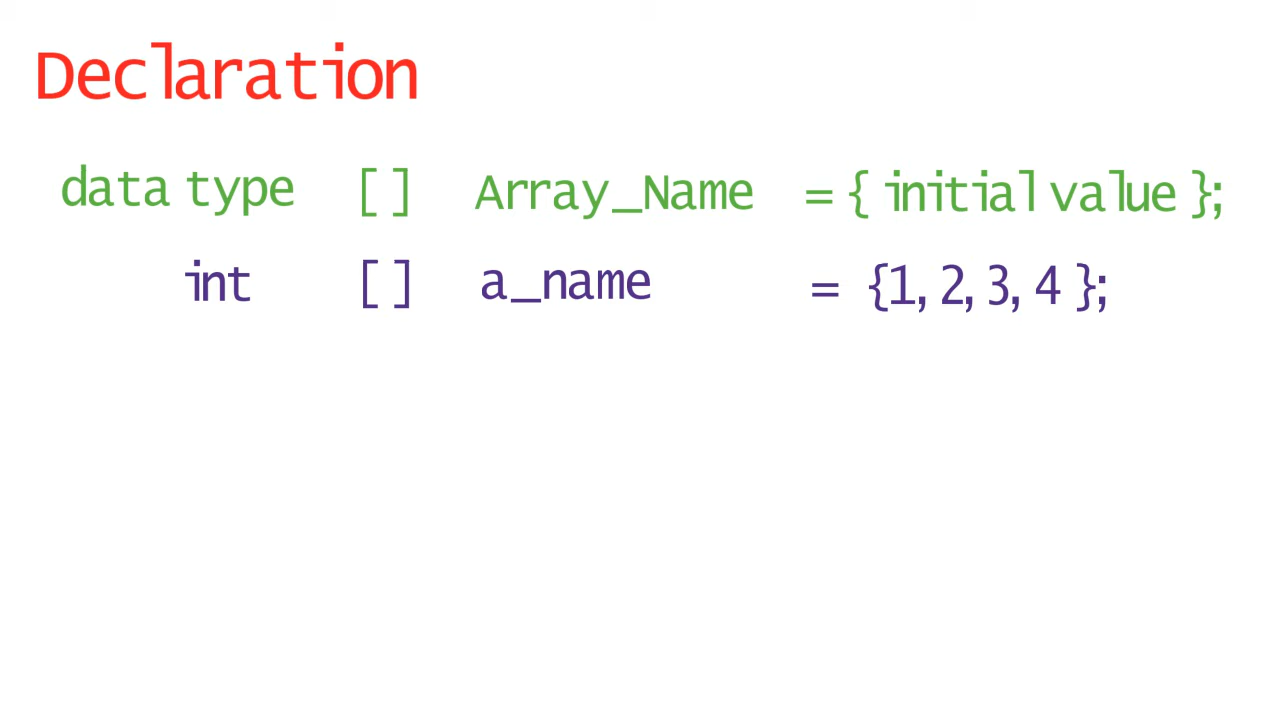 Declaration
data type [ ] Array_Name = { initial value };
int [ ] a_name = {1, 2, 3, 4 };